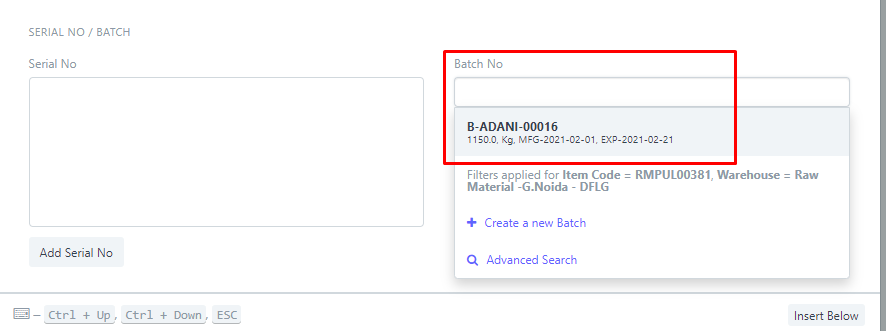 SERIAL NO / BATCH
Serial No
Batch No
B-ADANI-00016
1150.0, Kg, MFG-2021-02-01, EXP-2021-02-21
Filters applied for Item Code = RMPUL00381, Warehouse = Raw
Material -G.Noida - DFLG
+ Create a new Batch
Advanced Search
Add Serial No
– Ctrl + Up, Ctrl + Down, ESC
Insert Below